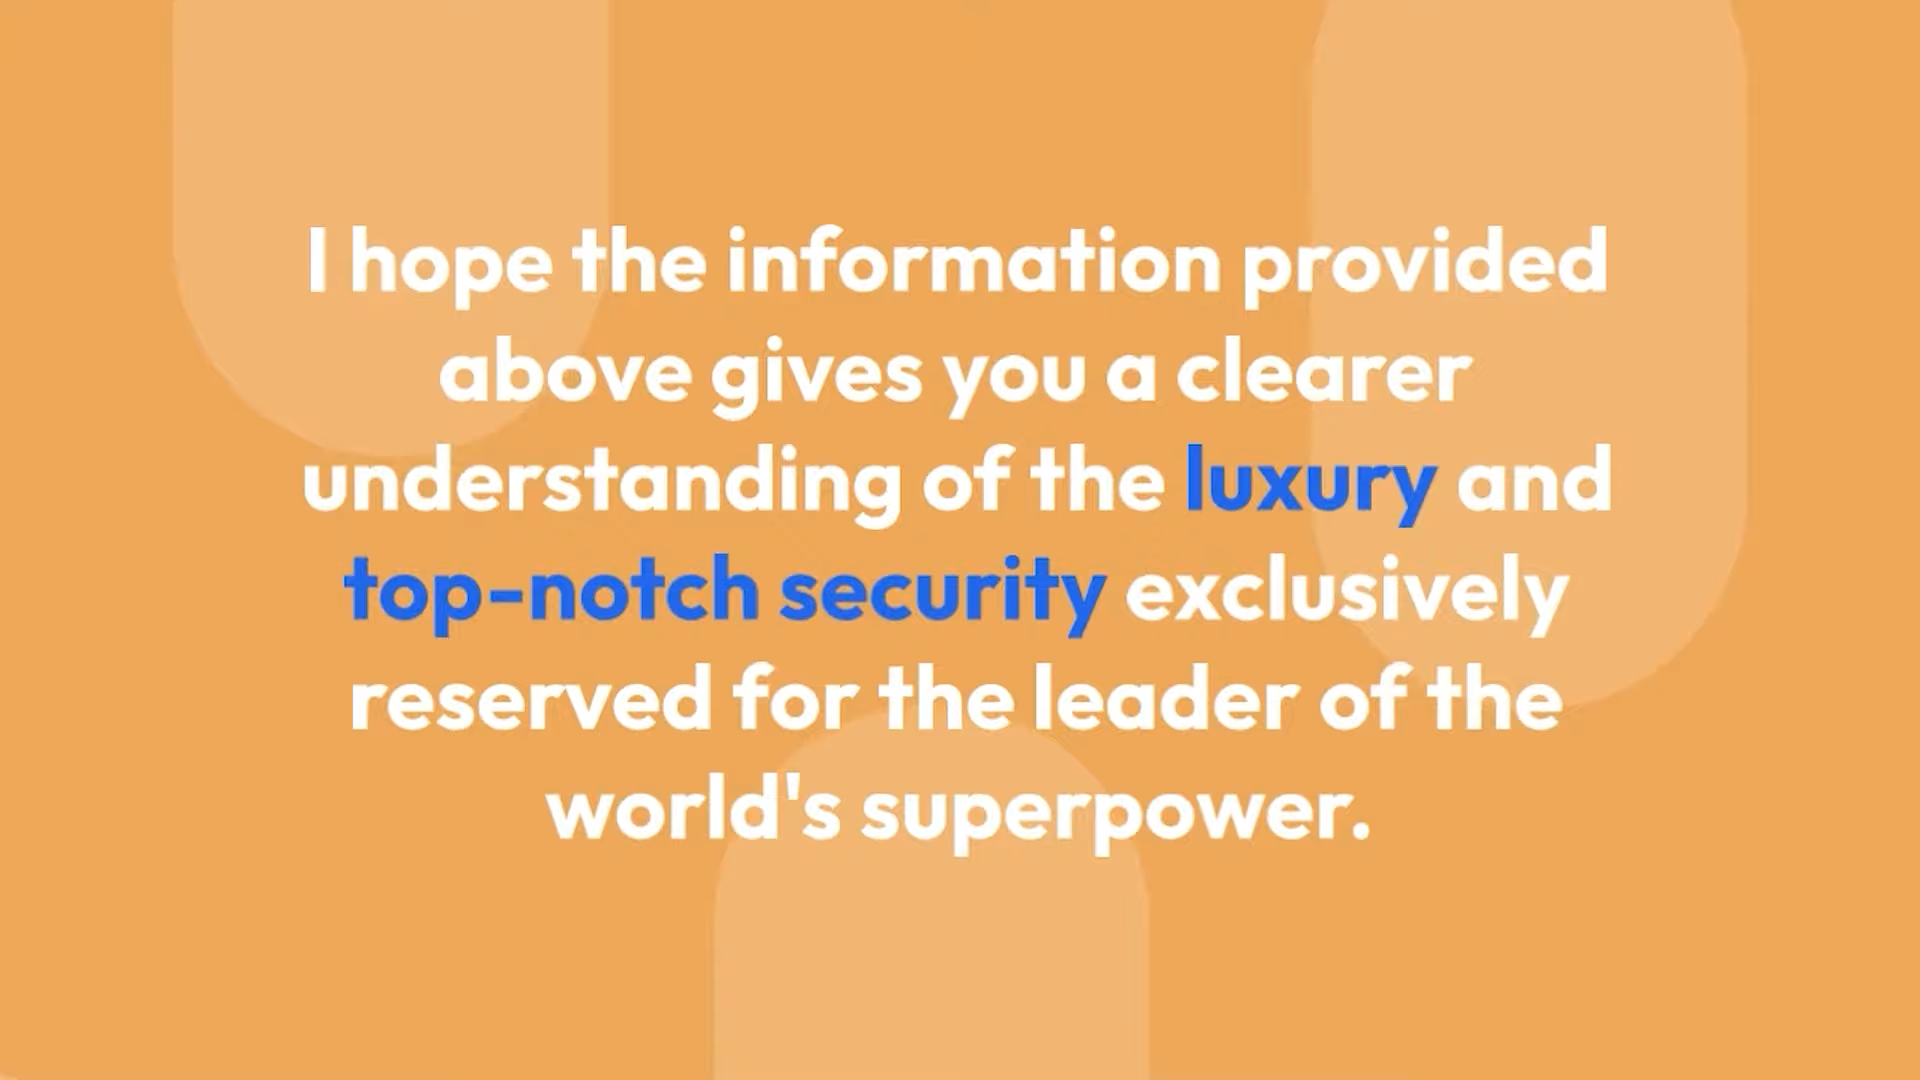 I hope the information provided
above gives you a clearer
understanding of the luxury and
top-notch security exclusively
reserved for the leader of the
world's superpower.